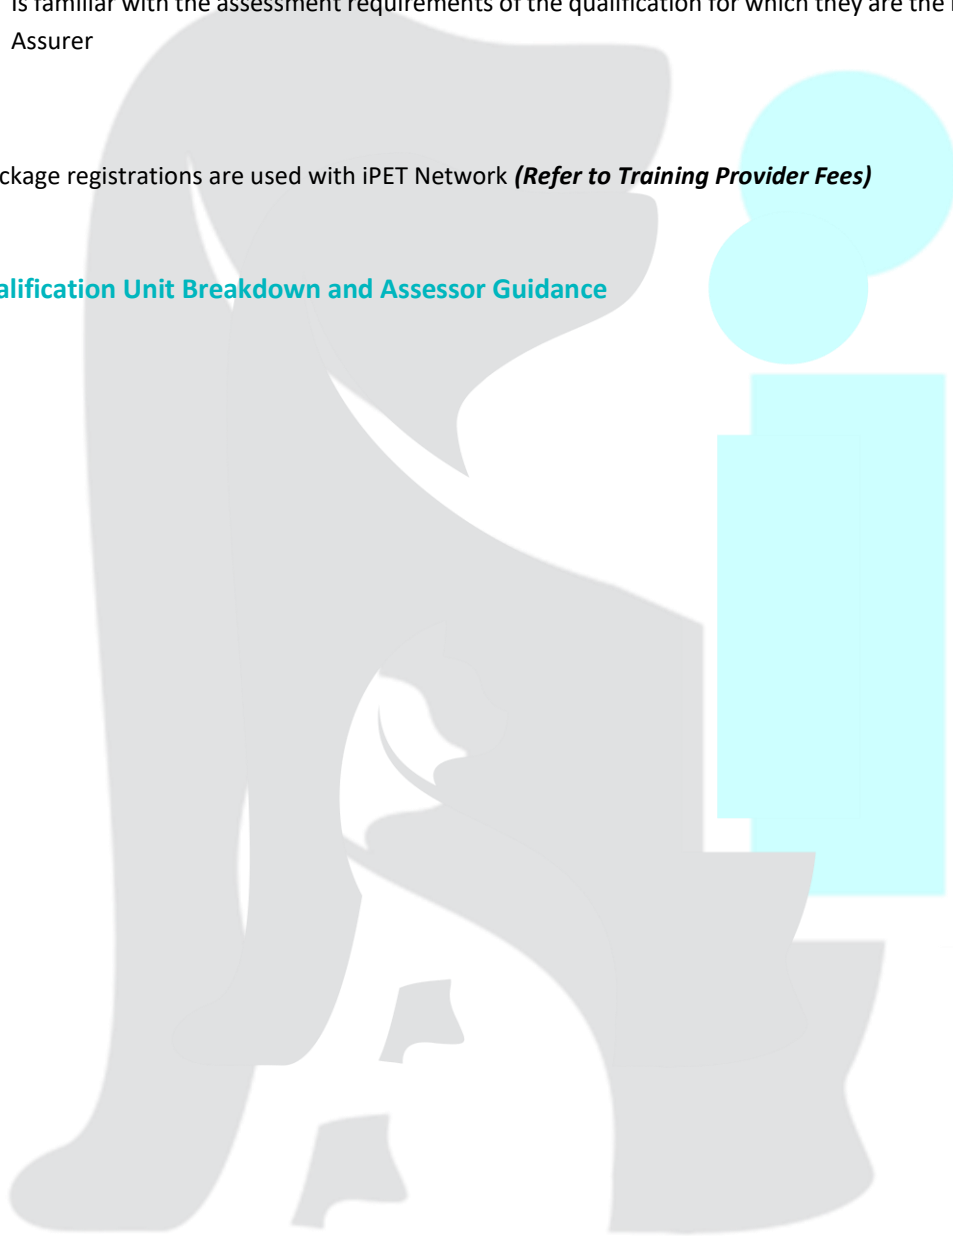 is familiar with the assessment requirements of the qualification for which they are the
Assurer
ckage registrations are used with iPET Network (Refer to Training Provider Fees)
alification Unit Breakdown and Assessor Guidance